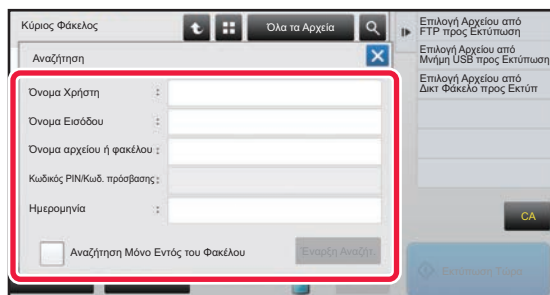 Κύριος Φάκελος
Όλα τα Αρχεία
Επιλογή Αρχείου από
FTP προς Εκτύπωση
Επιλογή Αρχείου από
Μνήμη USB προς Εκτύπωση
Επιλογή Αρχείου από
Δικτ Φάκελο προς Εκτύπ
Αναζήτηση
Όνομα Χρήστη :
Όνομα Εισόδου :
Όνομα αρχείου ή φακέλου :
Κωδικός PIN/Κωδ. πρόσβασης :
Ημερομηνία :
Αναζήτηση Μόνο Εντός του Φακέλου
Έναρξη Αναζήτ.
CA
Εκτύπωση Τώρα